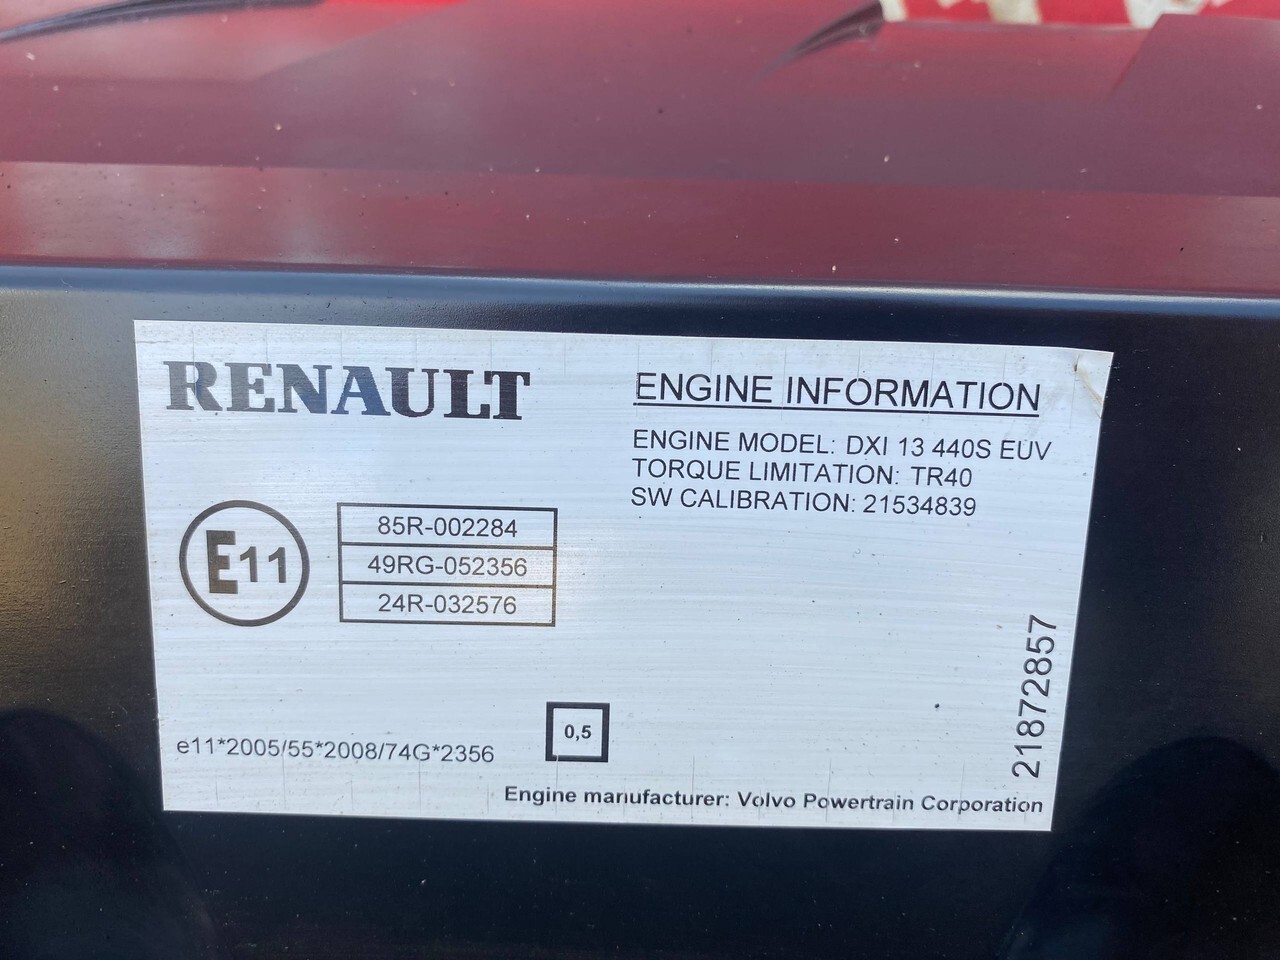 RENAULT
ENGINE INFORMATION
ENGINE MODEL: DXI 13 440S EUV
TORQUE LIMITATION: TR40
SW CALIBRATION: 21534839
E11
85R-002284
49RG-052356
24R-032576
21872857
e11*2005/55*2008/74G*2356
0,5
Engine manufacturer: Volvo Powertrain Corporation